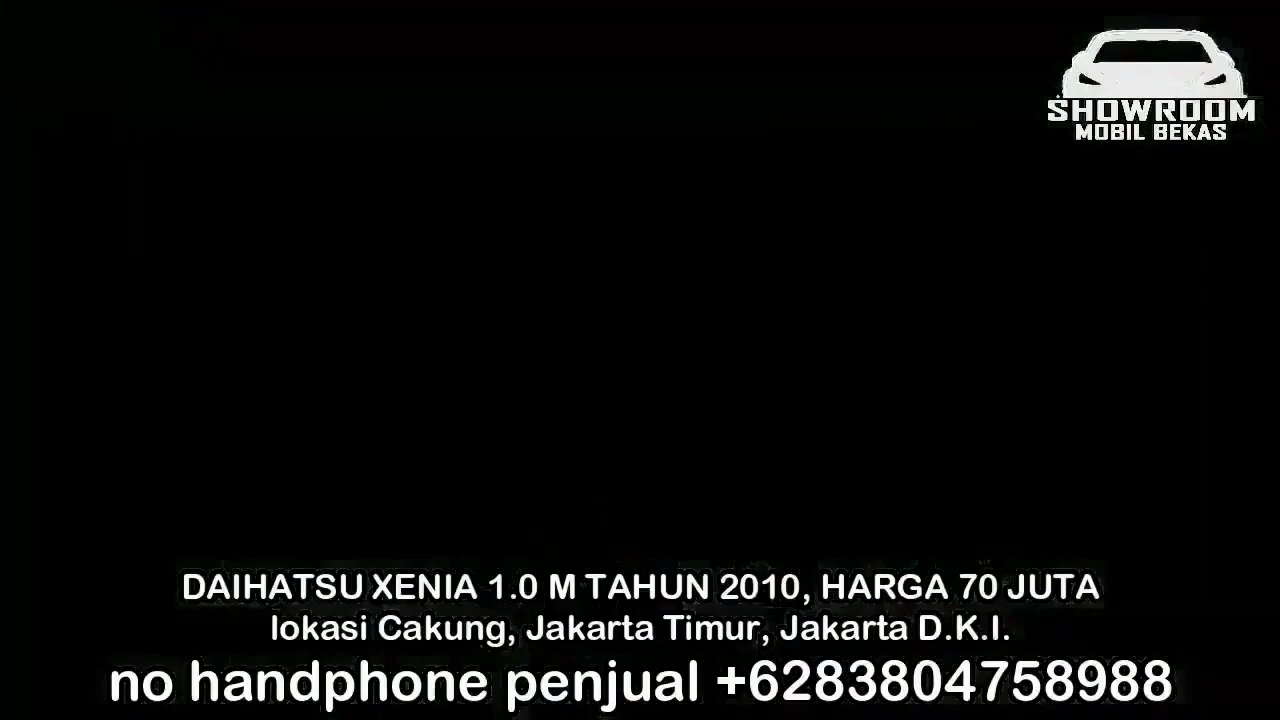 SHOWROOM
MOBIL BEKAS
DAIHATSU XENIA 1.0 M TAHUN 2010, HARGA 70 JUTA
lokasi Cakung, Jakarta Timur, Jakarta D.K.I.
no handphone penjual +6283804758988